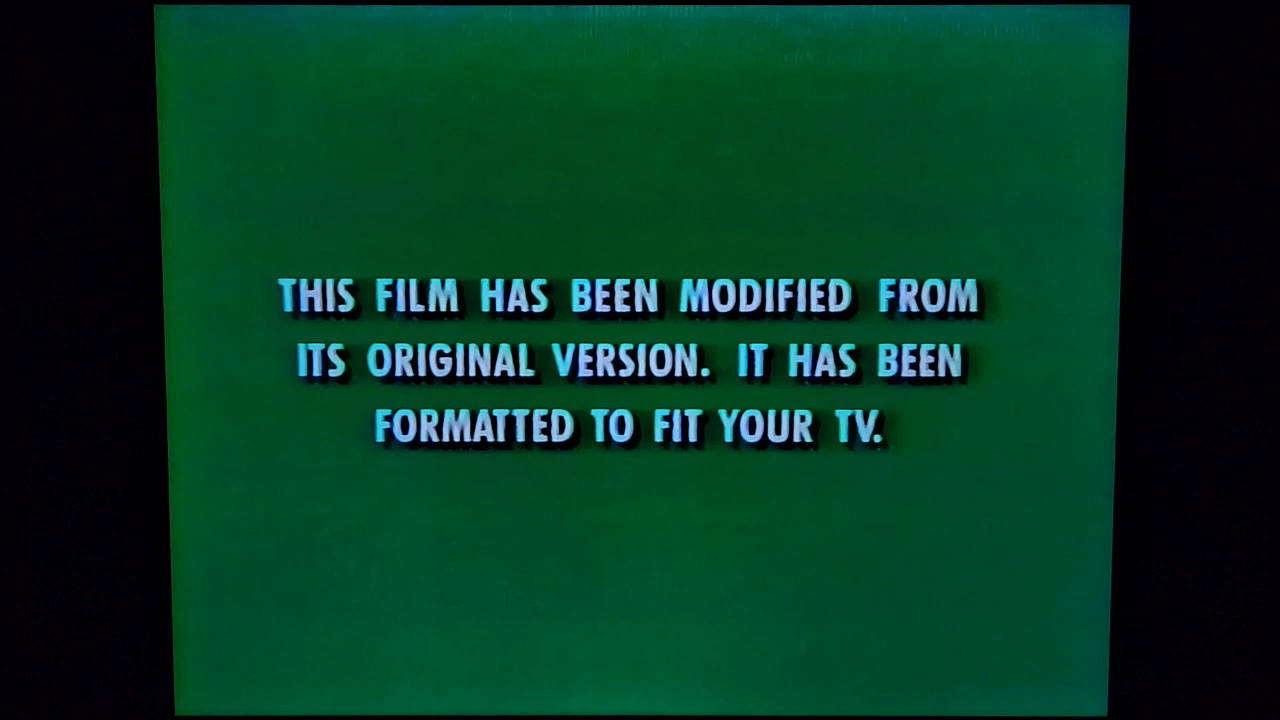 THIS FILM HAS BEEN MODIFIED FROM
ITS ORIGINAL VERSION. IT HAS BEEN
FORMATTED TO FIT YOUR TV.